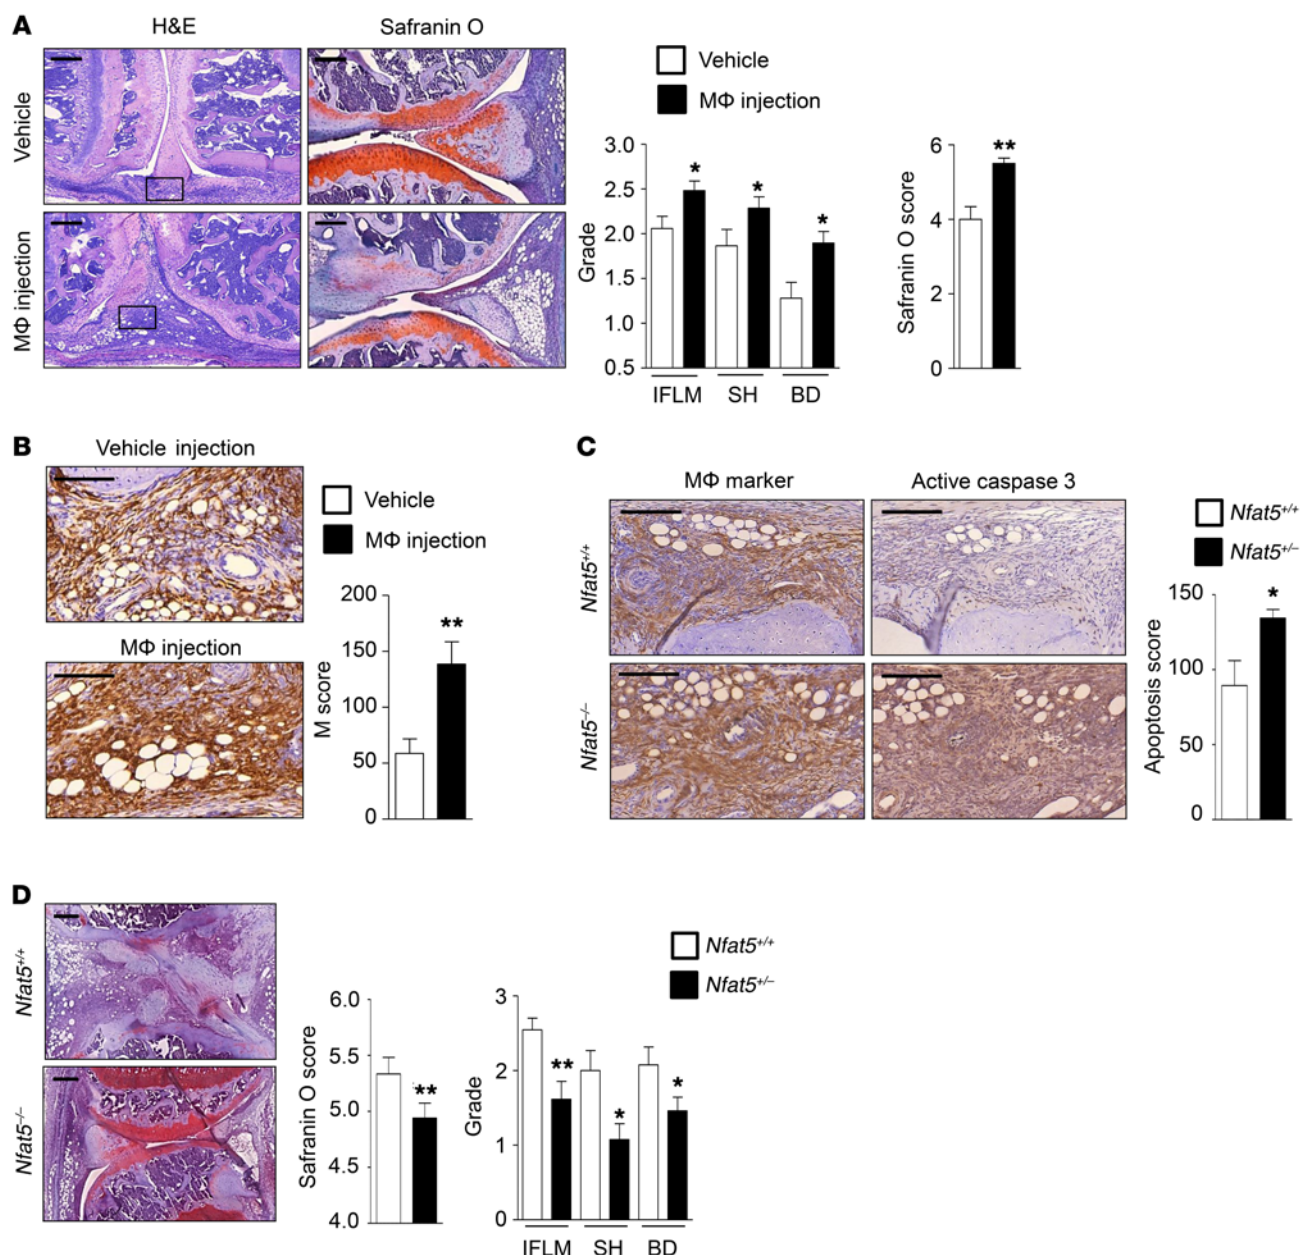 A
H&E
Safranin O
Vehicle
MΦ injection
Vehicle
MΦ injection
Grade
3.0
2.5
2.0
1.5
1.0
0.5
*
*
*
IFLM
SH
BD
Safranin O score
6
4
2
0
**
B
Vehicle injection
MΦ injection
Vehicle
MΦ injection
M score
200
150
100
50
0
**
C
MΦ marker
Active caspase 3
Nfat5+/+
Nfat5−/−
Nfat5+/+
Nfat5+/−
Apoptosis score
150
100
50
0
*
D
Nfat5+/+
Nfat5−/−
Safranin O score
6.0
5.5
5.0
4.5
4.0
**
Nfat5+/+
Nfat5+/−
Grade
3
2
1
0
**
*
*
IFLM
SH
BD